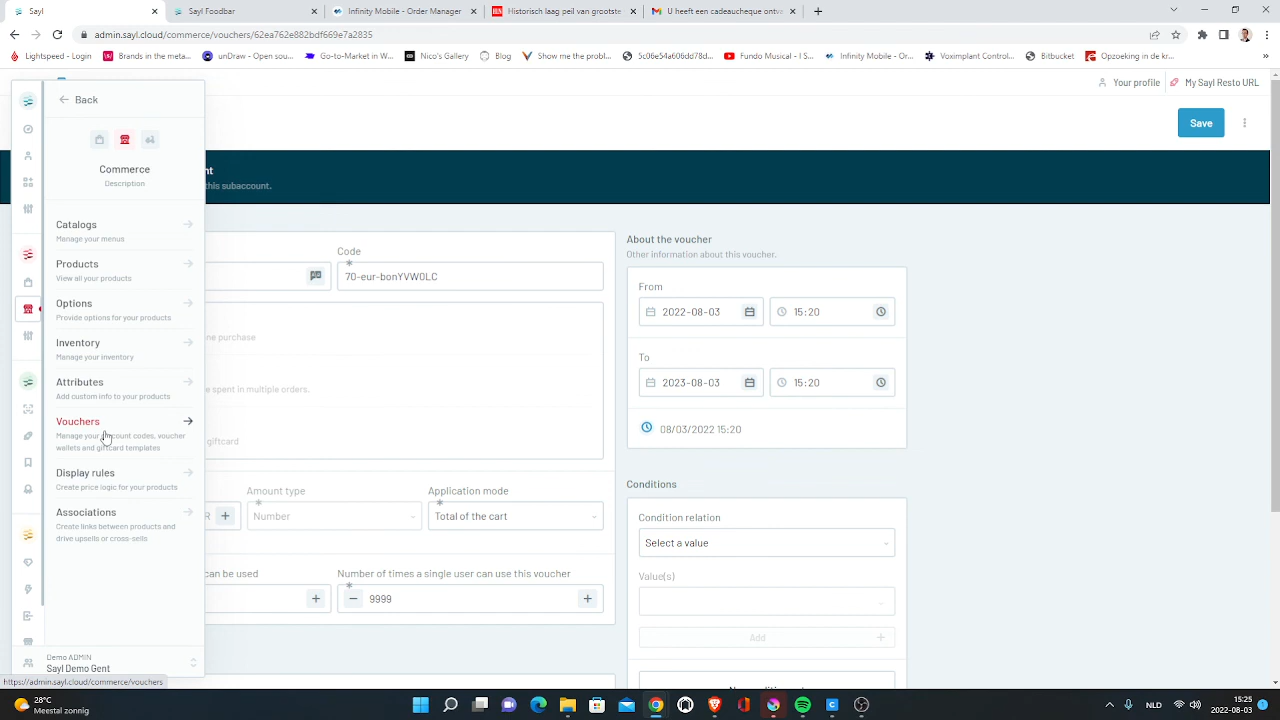 Sayl
Sayl Foodbar
Infinity Mobile - Order Manager
Historisch laag peil van grootste
U heeft een cadeaucheque ontv
admin.sayl.cloud/commerce/vouchers/62ea762e882bdf669e7a2835
Lightspeed - Login
Brands in the meta...
unDraw - Open sou...
Go-to-Market to W...
Nico's Gallery
Blog
Show me the probl...
5c06e54a06df7668...
Fundo Musical - I S...
Infinity Mobile - Or...
Voximplant Control...
Bitbucket
Opzoeking in de kr...
»
Your profile
My Sayl Resto URL
Back
Save
Commerce
Description
nt
this subaccount.
Catalogs
Manage your menus
Products
View all your products
Options
Provide options for your products
Inventory
Manage your inventory
Attributes
Add custom info to your products
Vouchers
wallets and giftcard templates
Display rules
Create price logic for your products
Associations
Create links between products and
drive upsells or cross-sells
Demo ADMIN
Sayl Demo Gent
https://admin.sayl.cloud/commerce/vouchers
Code
*
70-eur-bonYVW0LC
one purchase
e spent in multiple orders.
giftcard
Amount type
*
Number
Application mode
*
Total of the cart
R
can be used
Number of times a single user can use this voucher
*
9999
About the voucher
Other information about this voucher.
From
2022-08-03
15:20
To
2023-08-03
15:20
08/03/2022 15:20
Conditions
Condition relation
Select a value
Value(s)
Add
26°C
Meestal zonnig
NLD
15:25
2022-08-03